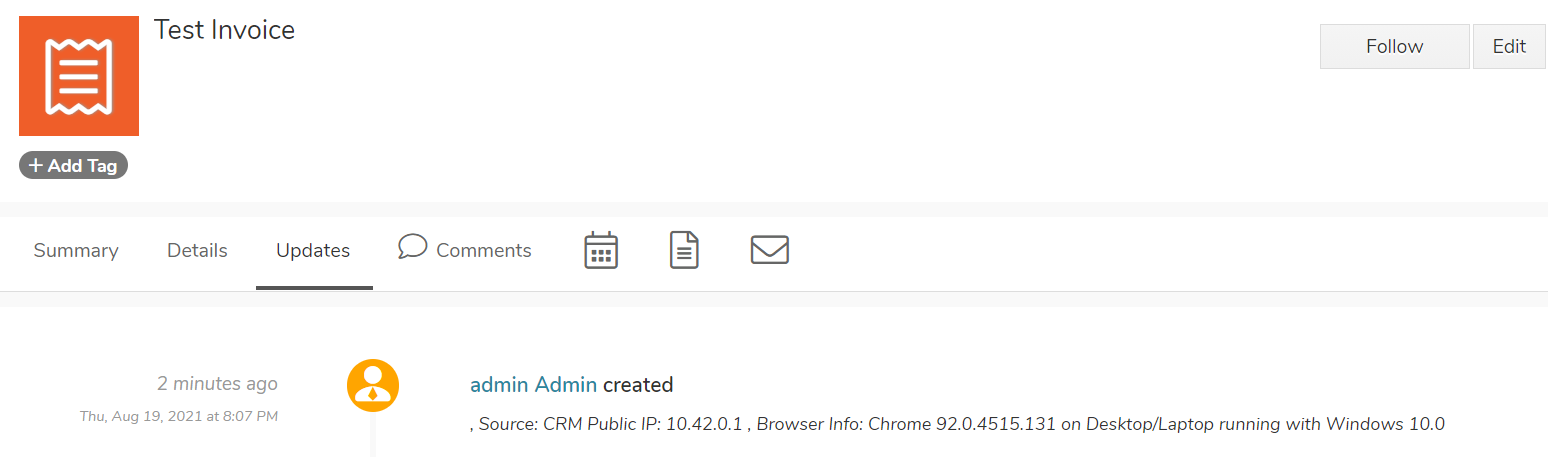 Test Invoice
Follow
Edit
+ Add Tag
Summary
Details
Updates
Comments
2 minutes ago
Thu, Aug 19, 2021 at 8:07 PM
admin Admin created
, Source: CRM Public IP: 10.42.0.1 , Browser Info: Chrome 92.0.4515.131 on Desktop/Laptop running with Windows 10.0